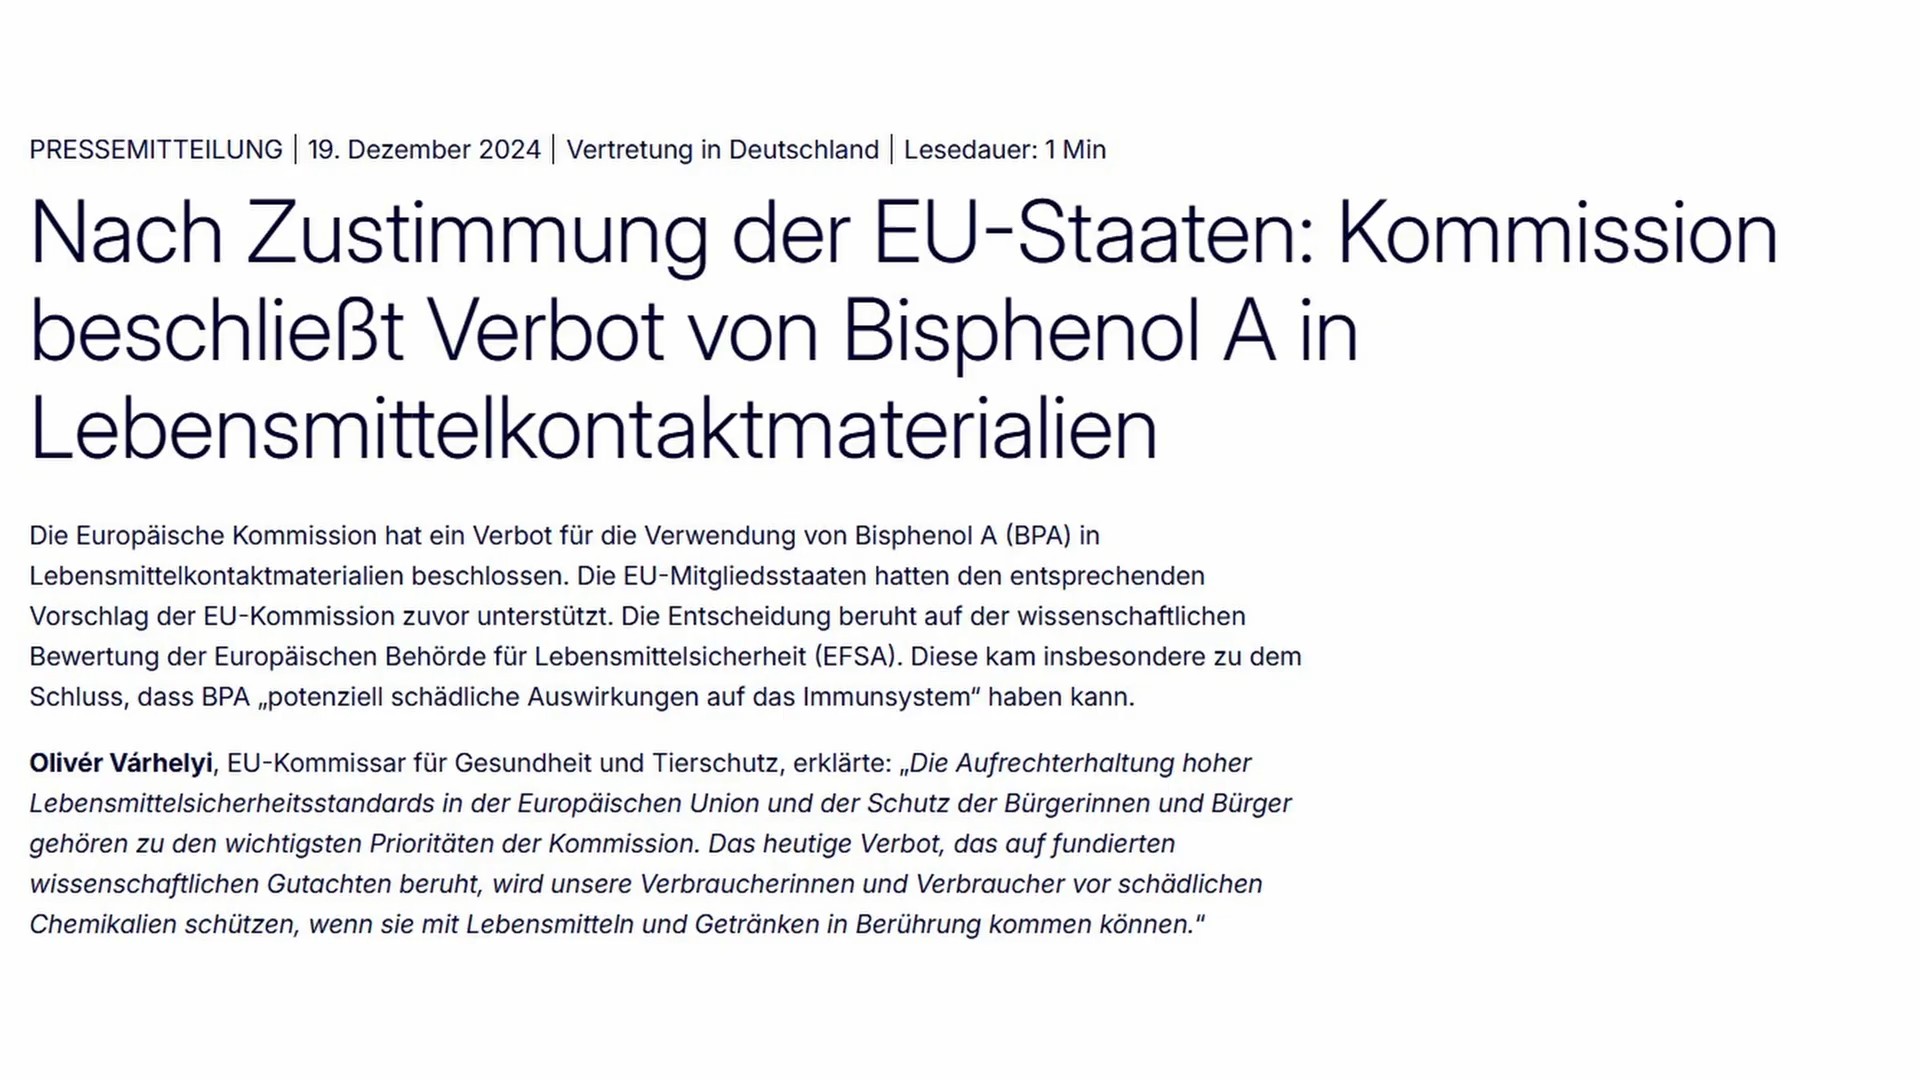 PRESSEMITTEILUNG | 19. Dezember 2024 | Vertretung in Deutschland | Lesedauer: 1 Min
Nach Zustimmung der EU-Staaten: Kommission
beschließt Verbot von Bisphenol A in
Lebensmittelkontaktmaterialien
Die Europäische Kommission hat ein Verbot für die Verwendung von Bisphenol A (BPA) in
Lebensmittelkontaktmaterialien beschlossen. Die EU-Mitgliedsstaaten hatten den entsprechenden
Vorschlag der EU-Kommission zuvor unterstützt. Die Entscheidung beruht auf der wissenschaftlichen
Bewertung der Europäischen Behörde für Lebensmittelsicherheit (EFSA). Diese kam insbesondere zu dem
Schluss, dass BPA „potenziell schädliche Auswirkungen auf das Immunsystem“ haben kann.
Olivér Várhelyi, EU-Kommissar für Gesundheit und Tierschutz, erklärte: „Die Aufrechterhaltung hoher
Lebensmittelsicherheitsstandards in der Europäischen Union und der Schutz der Bürgerinnen und Bürger
gehören zu den wichtigsten Prioritäten der Kommission. Das heutige Verbot, das auf fundierten
wissenschaftlichen Gutachten beruht, wird unsere Verbraucherinnen und Verbraucher vor schädlichen
Chemikalien schützen, wenn sie mit Lebensmitteln und Getränken in Berührung kommen können.“